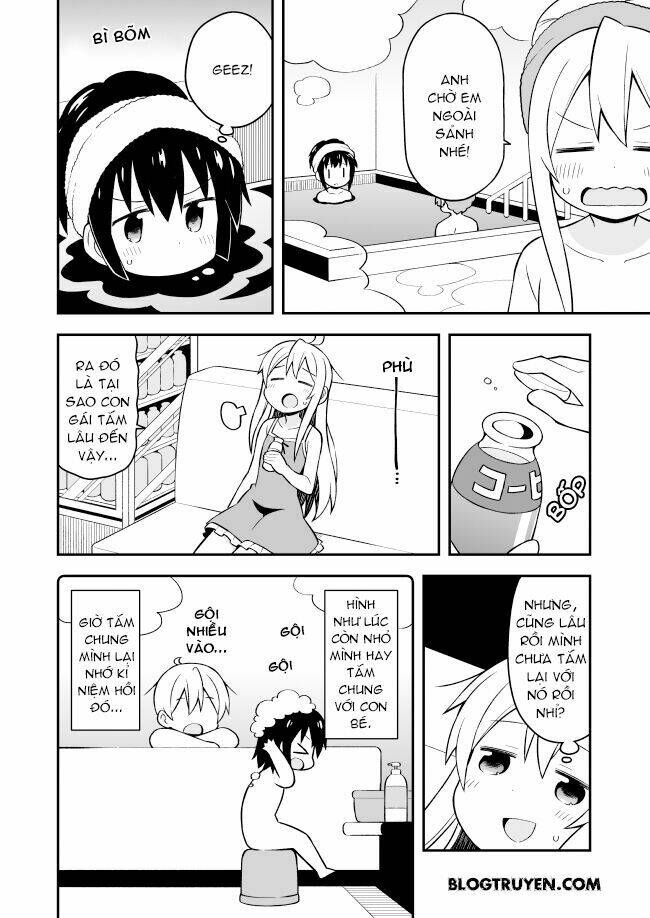 ANH
CHỜ EM
NGOÀI
SẢNH
NHÉ!
GEEZ!
BÌ BÕM
コーヒ
BỐP
PHÙ
RA ĐÓ
LÀ TẠI
SAO CON
GÁI TẮM
LÂU ĐẾN
VẬY...
NHƯNG,
CŨNG LÂU
RỒI MÌNH
CHƯA TẮM
LẠI VỚI
NÓ RỒI
NHỈ?
HÌNH
NHƯ LÚC
CÒN NHỎ
MÌNH HAY
TẮM
CHUNG
VỚI CON
BÉ.
GỘI
GỘI
GỘI
NHIỀU
VÀO...
GIỜ TẮM
CHUNG
MÌNH LẠI
NHỚ KỈ
NIỆM HỒI
ĐÓ...
BLOGTRUYEN.COM